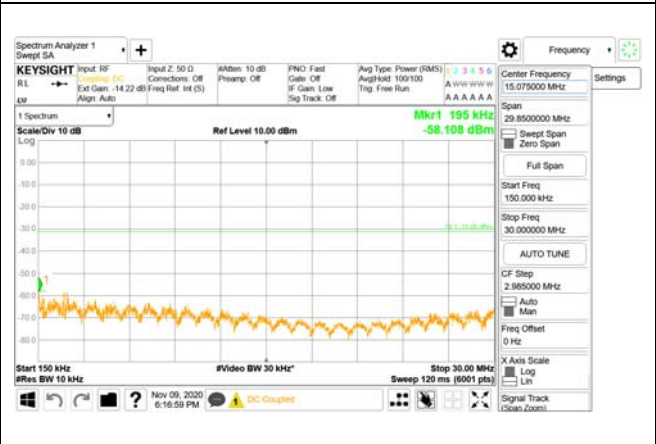 Spectrum Analyzer 1
Swept SA
Frequency
Settings
KEYSIGHT
RL
Input: RF
Coupling: DC
Ext Gain: -14.22 dB
Align: Auto
Input Z: 50 Ω
Corrections: Off
Freq Ref: Int (S)
#Atten: 10 dB
Preamp: Off
PNO: Fast
Gate: Off
IF Gain: Low
Sig Track: Off
Avg Type: Power (RMS)
Avg|Hold: 100/100
Trig: Free Run
1 2 3 4 5 6
A W W W W W
A A A A A A
1 Spectrum
Scale/Div 10 dB
Ref Level 10.00 dBm
Mkr1 195 kHz
-58.108 dBm
Log
0.00
-10.0
-20.0
-30.0
-40.0
-50.0
-60.0
-70.0
-80.0
1
Start 150 kHz
#Video BW 30 kHz*
Stop 30.00 MHz
#Res BW 10 kHz
Sweep 120 ms (6001 pts)
Nov 09, 2020
6:16:59 PM
1
DC Coupled
Center Frequency
15.075000 MHz
Span
29.8500000 MHz
Swept Span
Zero Span
Full Span
Start Freq
150.000 kHz
Stop Freq
30.000000 MHz
AUTO TUNE
CF Step
2.985000 MHz
Auto
Man
Freq Offset
0 Hz
X Axis Scale
Log
Lin
Signal Track
(Span Zoom)